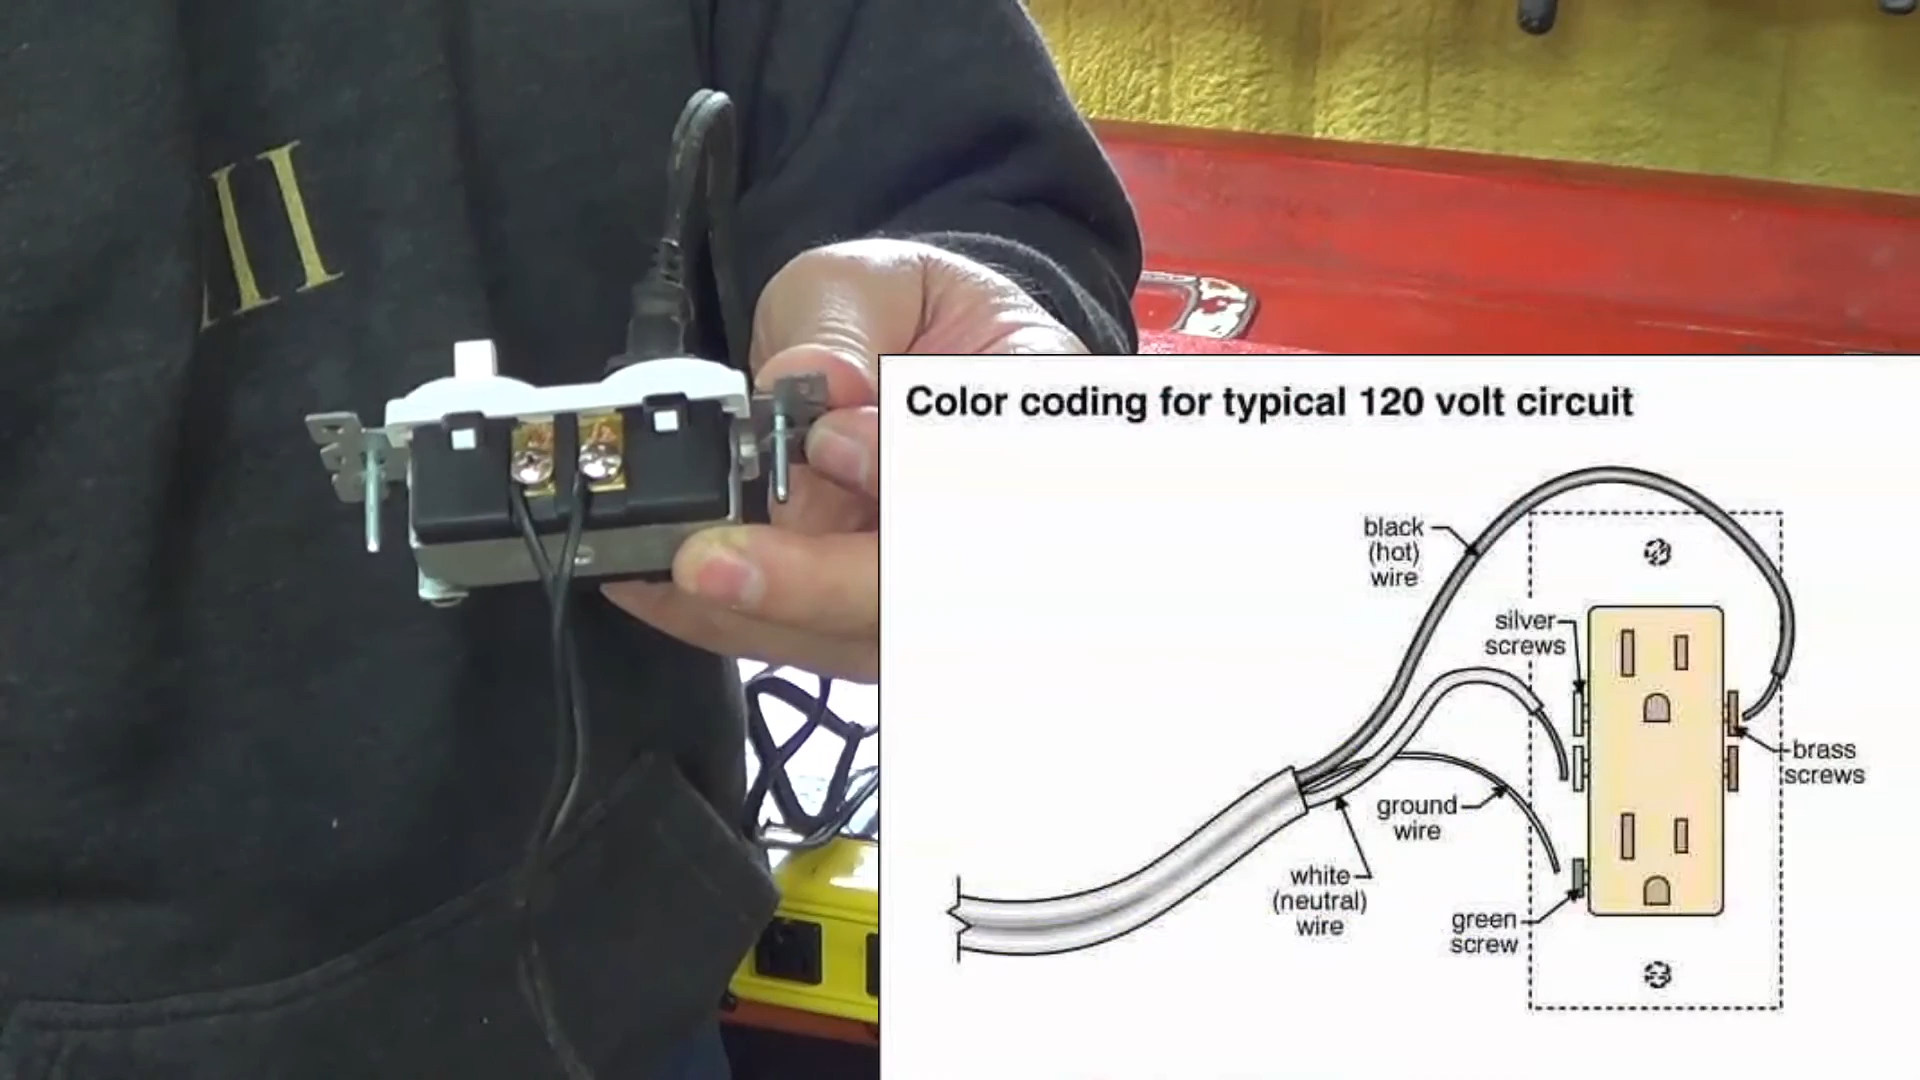 II
Color coding for typical 120 volt circuit
black
(hot)
wire
silver
screws
brass
screws
ground
wire
white
(neutral)
wire
green
screw